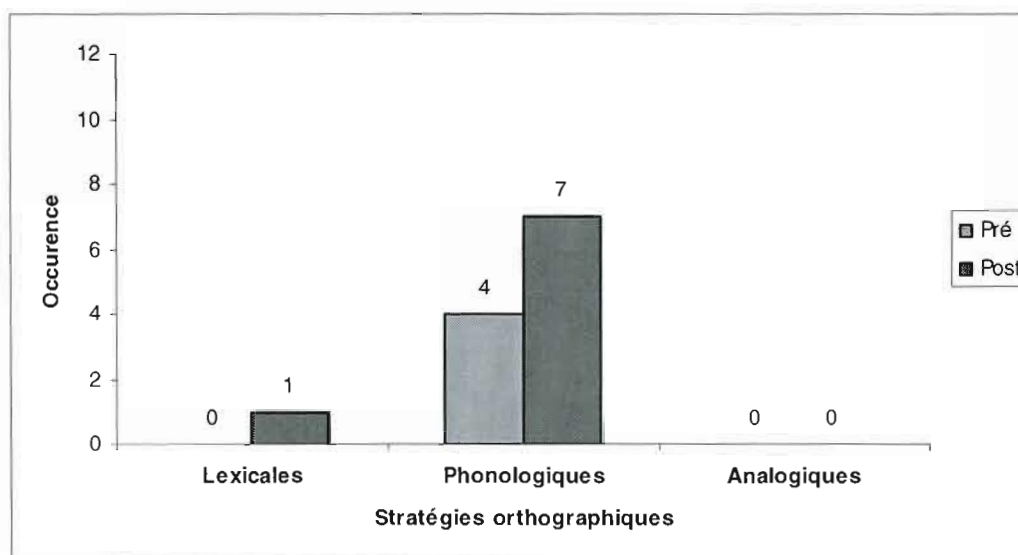 12
10
8
6
4
2
0
Occurence
0
1
4
7
0
0
Lexicales
Phonologiques
Analogiques
Stratégies orthographiques
Pré
Post